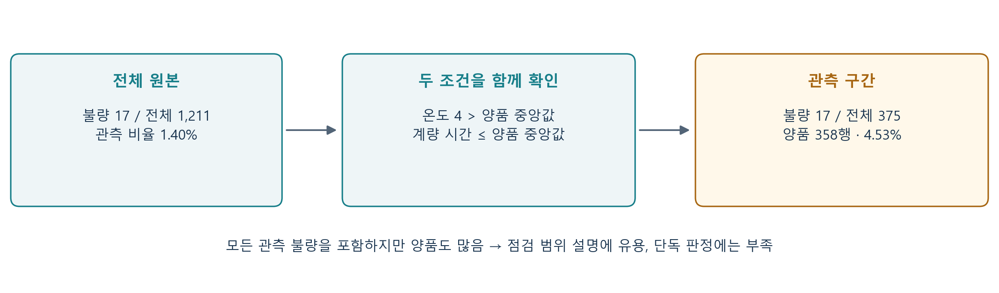 전체 원본
불량 17 / 전체 1,211
관측 비율 1.40%
두 조건을 함께 확인
온도 4 > 양품 중앙값
계량 시간 ≤ 양품 중앙값
관측 구간
불량 17 / 전체 375
양품 358행 · 4.53%
모든 관측 불량을 포함하지만 양품도 많음 → 점검 범위 설명에 유용, 단독 판정에는 부족